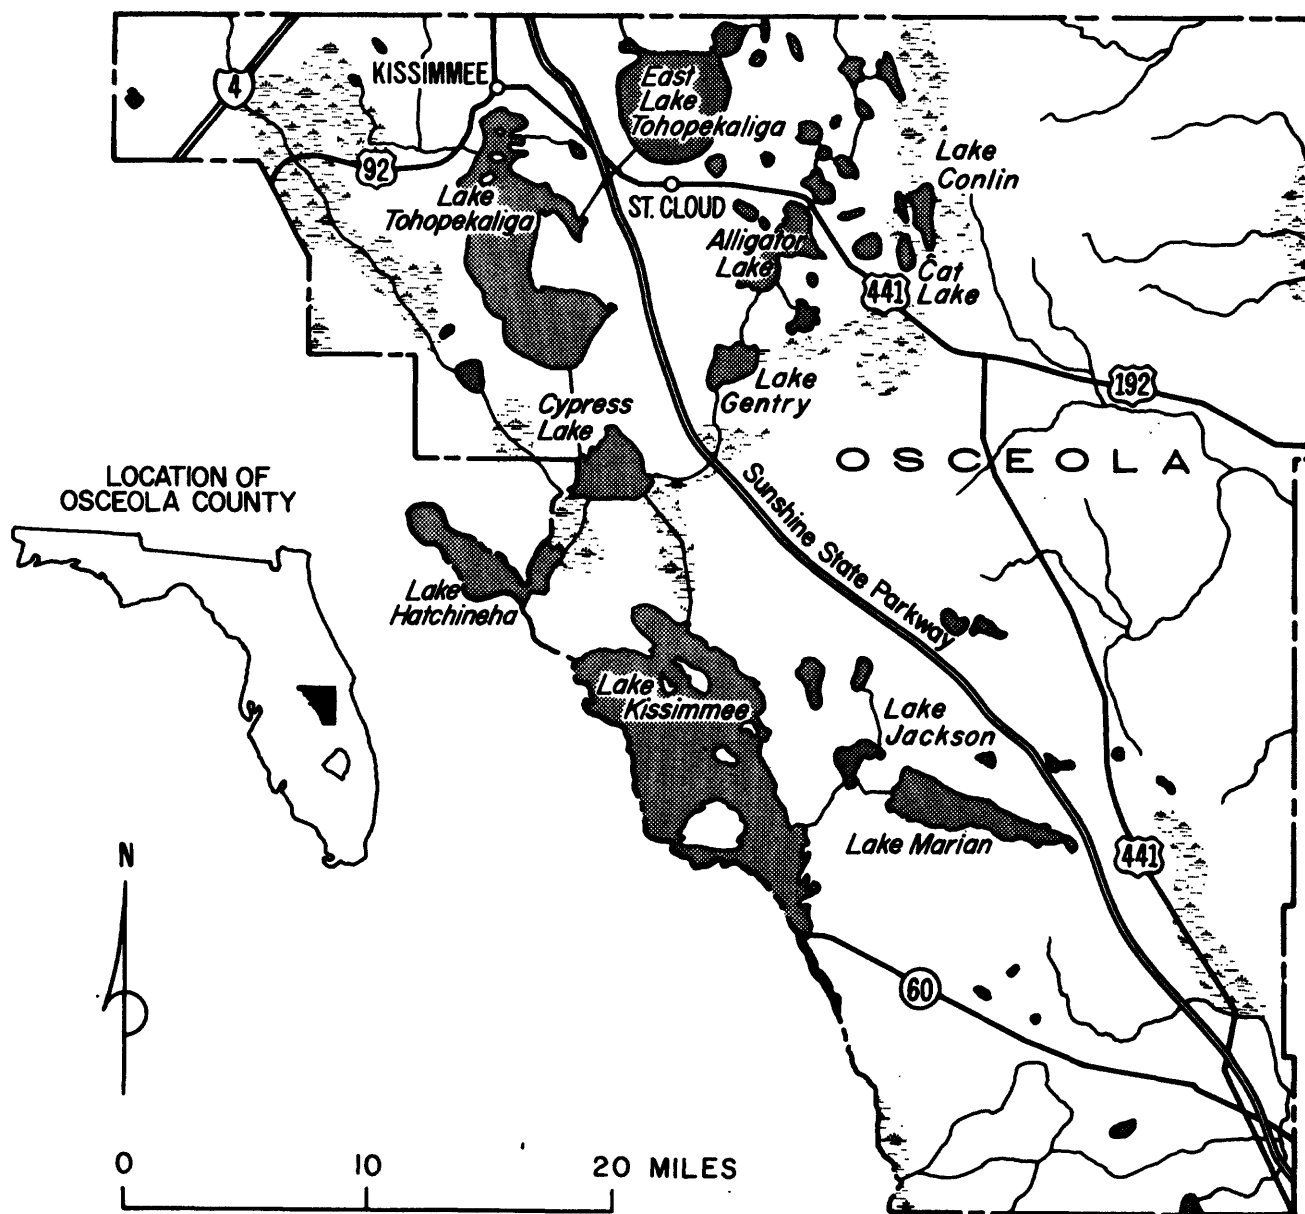 4
KISSIMMEE
East
Lake
Tohopekaliga
92
Lake
Tohopekaliga
ST. CLOUD
Lake
Conlin
Alligator
Lake
Cat
Lake
441
192
Lake
Gentry
Cypress
Lake
OSCEOLA
LOCATION OF
OSCEOLA COUNTY
Sunshine State Parkway
Lake
Hatchineha
Lake
Kissimmee
Lake
Jackson
Lake Marian
441
N
60
0 10 20 MILES